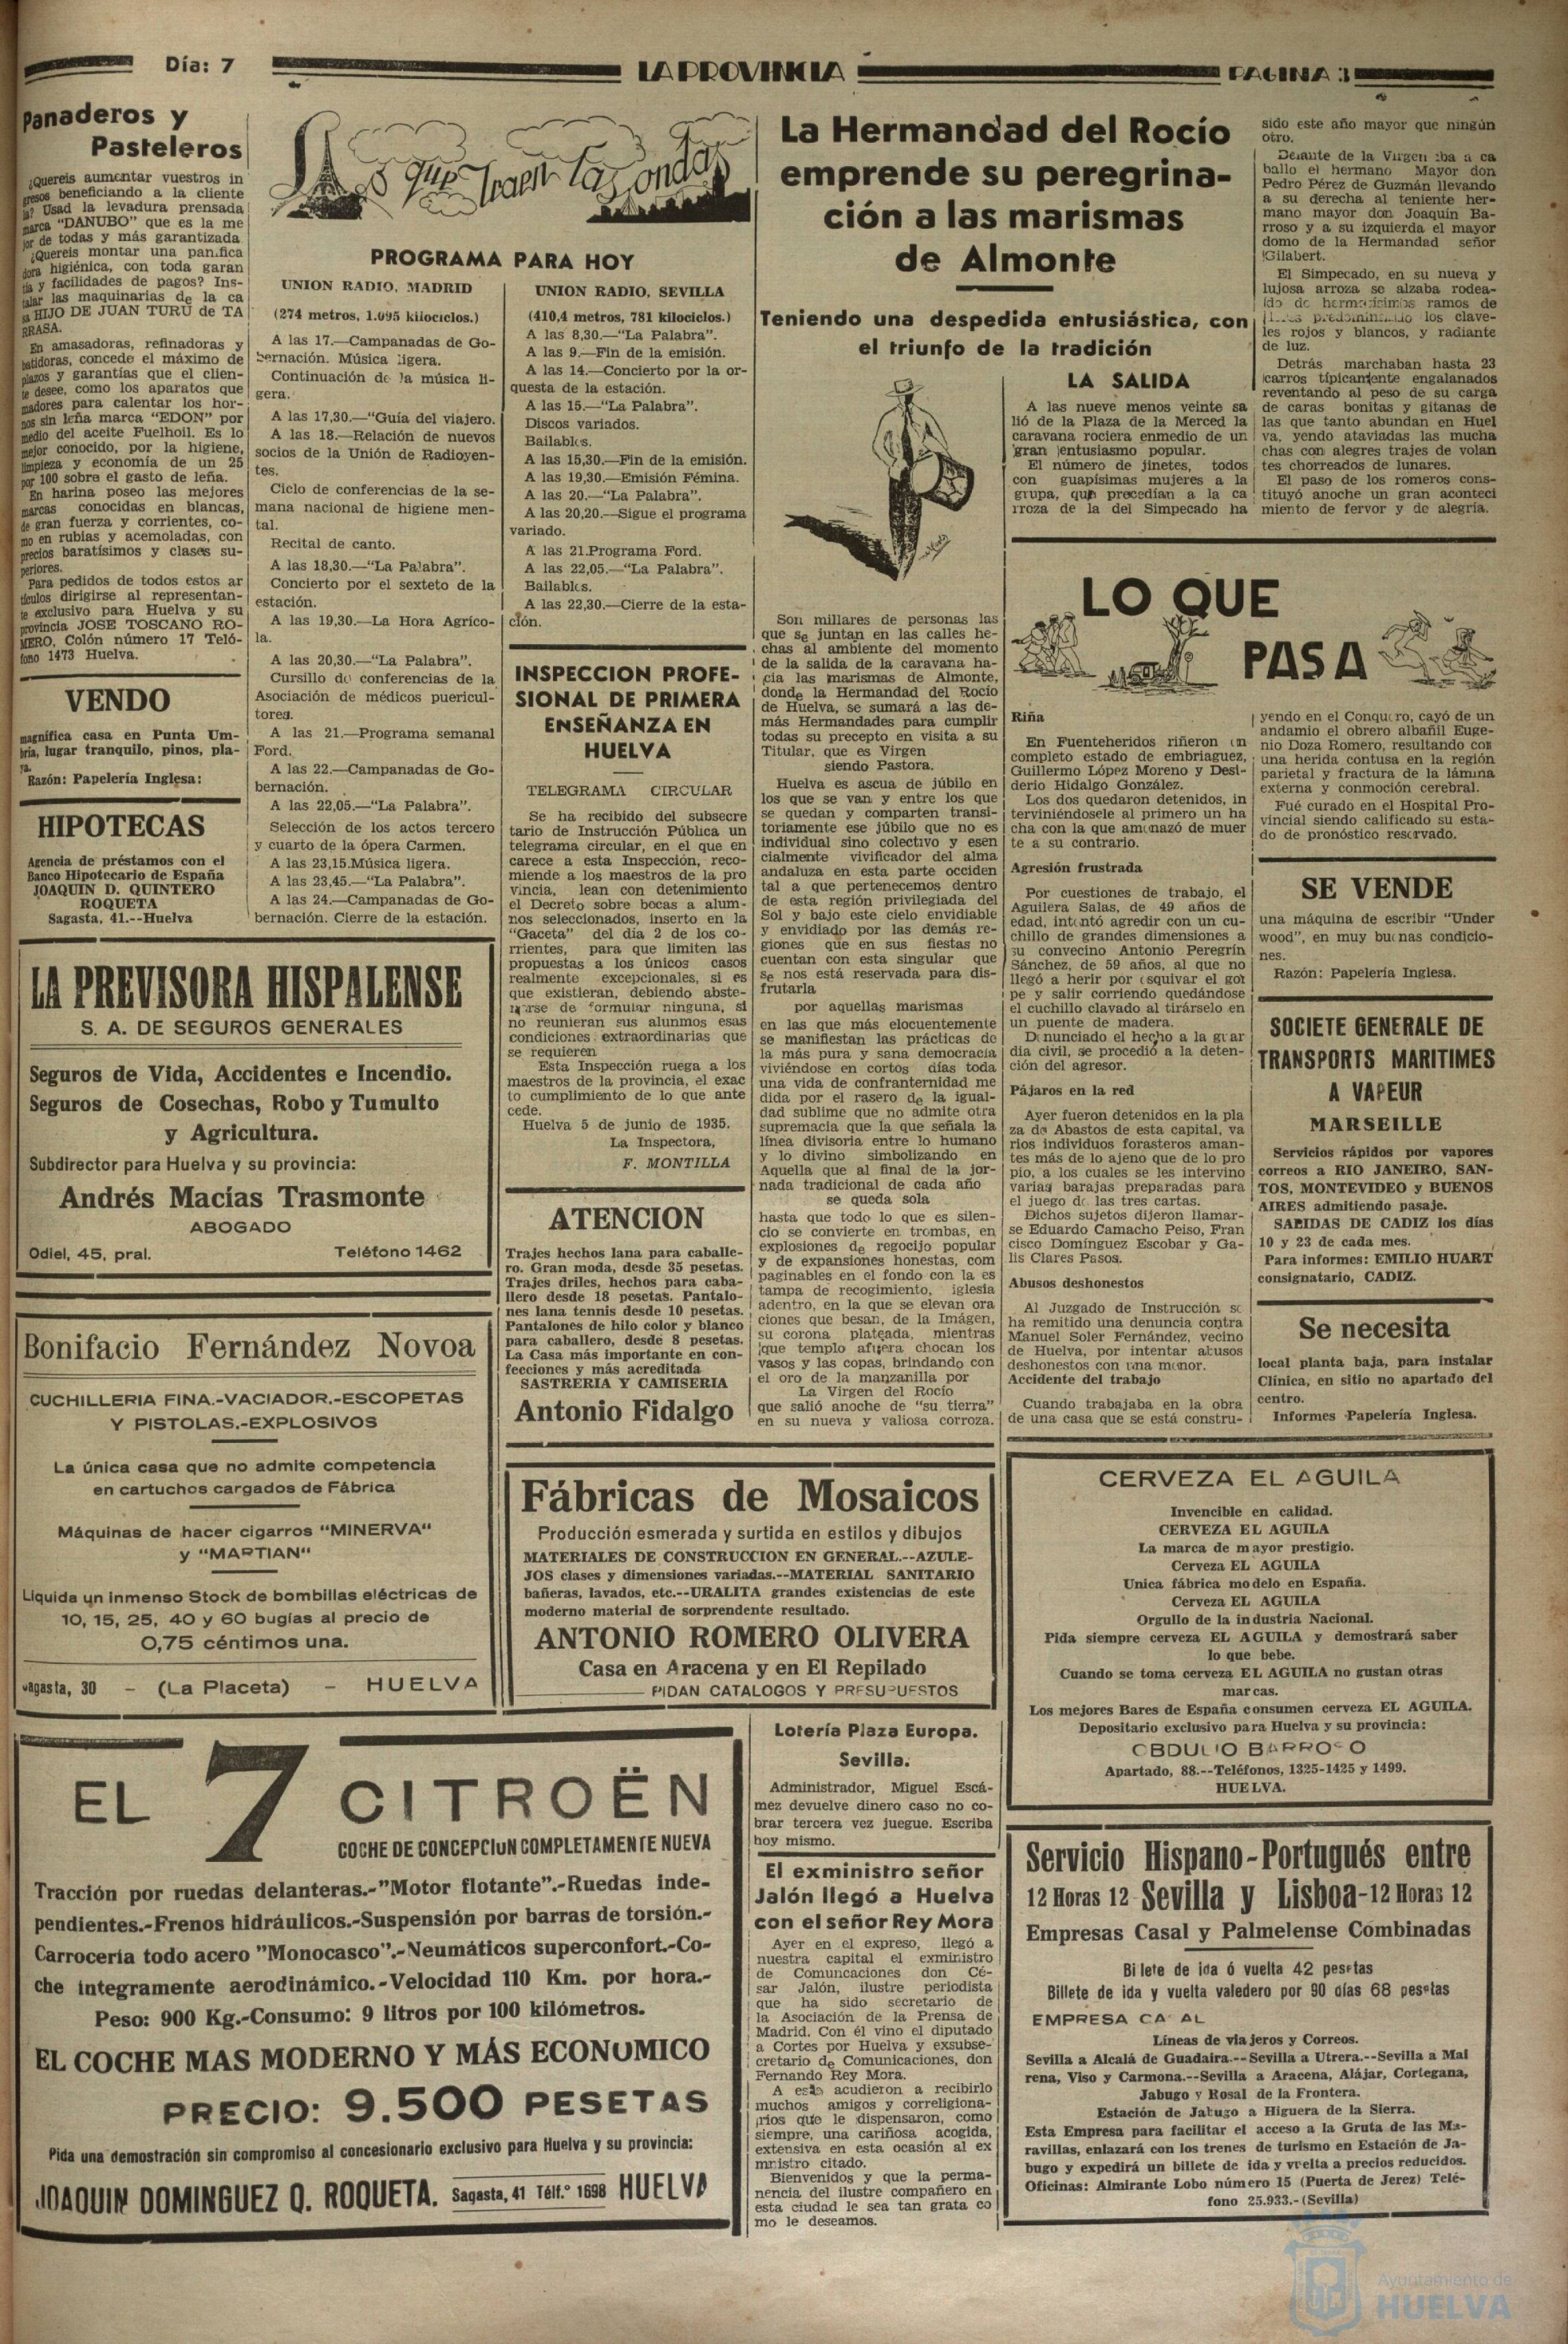 Día: 7
LA PROVINCIA
PAGINA 3
Panaderos y
Pasteleros
¿Quereis aumentar vuestros in
gresos beneficiando a la cliente
la? Usad la levadura prensada
marca "DANUBO" que es la me
jor de todas y más garantizada
¿Quereis montar una pan.fica
dora higiénica, con toda garan
tía y facilidades de pagos? Ins-
talar las maquinarias de la ca
sa HIJO DE JUAN TURU de TA
RRASA.
En amasadoras, refinadoras y
batidoras, concede el máximo de
plazos y garantías que el clien-
te desee, como los aparatos que
madores para calentar los hor-
nos sin leña marca "EDON" por
medio del aceite Fuelhoil. Es lo
mejor conocido, por la higiene,
limpieza y economía de un 25
por 100 sobre el gasto de leña.
En harina poseo las mejores
marcas conocidas en blancas,
de gran fuerza y corrientes, co-
mo en rubias y acemoladas, con
precios baratísimos y clases su-
periores.
Para pedidos de todos estos ar
tículos dirigirse al representan-
te exclusivo para Huelva y su
provincia JOSE TOSCANO RO-
MERO, Colón número 17 Teló-
fono 1473 Huelva.
VENDO
magnífica casa en Punta Um-
bría, lugar tranquilo, pinos, pla-
ya.
Razón: Papelería Inglesa:
HIPOTECAS
Agencia de préstamos con el
Banco Hipotecario de España
JOAQUIN D. QUINTERO
ROQUETA
Sagasta, 41.--Huelva
Lo que traen las ondas
PROGRAMA PARA HOY
UNION RADIO, MADRID
(274 metros, 1.095 kilociclos.)
A las 17.—Campanadas de Go-
bernación. Música ligera.
Continuación de la música li-
gera.
A las 17,30.—"Guía del viajero.
A las 18.—Relación de nuevos
socios de la Unión de Radioyen-
tes.
Ciclo de conferencias de la se-
mana nacional de higiene men-
tal.
Recital de canto.
A las 18,30.—"La Palabra".
Concierto por el sexteto de la
estación.
A las 19,30.—La Hora Agríco-
la.
A las 20,30.—"La Palabra".
Cursillo de conferencias de la
Asociación de médicos puericul-
tores.
A las 21.—Programa semanal
Ford.
A las 22.—Campanadas de Go-
bernación.
A las 22,05.—"La Palabra".
Selección de los actos tercero
y cuarto de la ópera Carmen.
A las 23,15.Música ligera.
A las 23,45.—"La Palabra".
A las 24.—Campanadas de Go-
bernación. Cierre de la estación.
UNION RADIO, SEVILLA
(410,4 metros, 781 kilociclos.)
A las 8,30.—"La Palabra".
A las 9.—Fin de la emisión.
A las 14.—Concierto por la or-
questa de la estación.
A las 15.—"La Palabra".
Discos variados.
Bailables.
A las 15,30.—Fin de la emisión.
A las 19,30.—Emisión Fémina.
A las 20.—"La Palabra".
A las 20,20.—Sigue el programa
variado.
A las 21.Programa Ford.
A las 22,05.—"La Palabra".
Bailables.
A las 22,30.—Cierre de la esta-
ción.
INSPECCION PROFE-
SIONAL DE PRIMERA
ENSEÑANZA EN
HUELVA
TELEGRAMA CIRCULAR
Se ha recibido del subsecre
tario de Instrucción Pública un
telegrama circular, en el que en
carece a esta Inspección, reco-
miende a los maestros de la pro
vincia, lean con detenimiento
el Decreto sobre bocas a alum-
nos seleccionados, inserto en la
"Gaceta" del día 2 de los co-
rrientes, para que limiten las
propuestas a los únicos casos
realmente excepcionales, si es
que existieran, debiendo abste-
nerse de formular ninguna, si
no reunieran sus alunmos esas
condiciones extraordinarias que
se requieren
Esta Inspección ruega a los
maestros de la provincia, el exac
to cumplimiento de lo que ante
cede.
Huelva 5 de junio de 1935.
La Inspectora,
F. MONTILLA
ATENCION
Trajes hechos lana para caballe-
ro. Gran moda, desde 35 pesetas.
Trajes driles, hechos para caba-
llero desde 18 pesetas. Pantalo-
nes lana tennis desde 10 pesetas.
Pantalones de hilo color y blanco
para caballero, desde 8 pesetas.
La Casa más importante en con-
fecciones y más acreditada
SASTRERIA Y CAMISERIA
Antonio Fidalgo
La Hermandad del Rocío
emprende su peregrina-
ción a las marismas
de Almonte
Teniendo una despedida entusiástica, con
el triunfo de la tradición
Son millares de personas las
que se juntan en las calles he-
chas al ambiente del momento
de la salida de la caravana ha-
cia las marismas de Almonte,
donde la Hermandad del Rocío
de Huelva, se sumará a las de-
más Hermandades para cumplir
todas su precepto en visita a su
Titular, que es Virgen
siendo Pastora.
Huelva es ascua de júbilo en
los que se van y entre los que
se quedan y comparten transi-
toriamente ese júbilo que no es
individual sino colectivo y esen
cialmente vivificador del alma
andaluza en esta parte occiden
tal a que pertenecemos dentro
de esta región privilegiada del
Sol y bajo este cielo envidiable
y envidiado por las demás re-
giones que en sus fiestas no
cuentan con esta singular que
se nos está reservada para dis-
frutarla
por aquellas marismas
en las que más elocuentemente
se manifiestan las prácticas de
la más pura y sana democracia
viviéndose en cortos días toda
una vida de confranternidad me
dida por el rasero de la igual-
dad sublime que no admite otra
supremacia que la que señala la
línea divisoria entre lo humano
y lo divino simbolizando en
Aquella que al final de la jor-
nada tradicional de cada año
se queda sola
hasta que todo lo que es silen-
cio se convierte en trombas, en
explosiones de regocijo popular
y de expansiones honestas, com
paginables en el fondo con la es
tampa de recogimiento, iglesia
adentro, en la que se elevan ora
ciones que besan, de la Imágen,
su corona plateada, mientras
que templo afuera chocan los
vasos y las copas, brindando con
el oro de la manzanilla por
La Virgen del Rocío
que salió anoche de "su tierra"
en su nueva y valiosa corroza.
LA SALIDA
A las nueve menos veinte sa
lió de la Plaza de la Merced la
caravana rociera enmedio de un
gran entusiasmo popular.
El número de jinetes, todos
con guapísimas mujeres a la
grupa, que precedían a la ca
rroza de la del Simpecado ha
sido este año mayor que ningún
otro.
Delante de la Virgen iba a ca
ballo el hermano Mayor don
Pedro Pérez de Guzmán llevando
a su derecha al teniente her-
mano mayor don Joaquín Ba-
rroso y a su izquierda el mayor
domo de la Hermandad señor
Gilabert.
El Simpecado, en su nueva y
lujosa arroza se alzaba rodea-
do de hermosísimos ramos de
flores predominando los clave-
les rojos y blancos, y radiante
de luz.
Detrás marchaban hasta 23
carros típicamente engalanados
reventando al peso de su carga
de caras bonitas y gitanas de
las que tanto abundan en Huel
va, yendo ataviadas las mucha
chas con alegres trajes de volan
tes chorreados de lunares.
El paso de los romeros cons-
tituyó anoche un gran aconteci
miento de fervor y de alegría.
LO QUE
PASA
Riña
En Fuenteheridos riñeron en
completo estado de embriaguez,
Guillermo López Moreno y Desi-
derio Hidalgo González.
Los dos quedaron detenidos, in
terviniéndosele al primero un ha
cha con la que amenazó de muer
te a su contrario.
Agresión frustrada
Por cuestiones de trabajo, el
Aguilera Salas, de 49 años de
edad, intentó agredir con un cu-
chillo de grandes dimensiones a
su convecino Antonio Peregrín
Sánchez, de 59 años, al que no
llegó a herir por esquivar el gol
pe y salir corriendo quedándose
el cuchillo clavado al tirárselo en
un puente de madera.
Denunciado el hecho a la guar
dia civil, se procedió a la deten-
ción del agresor.
Pájaros en la red
Ayer fueron detenidos en la pla
za de Abastos de esta capital, va
rios individuos forasteros aman-
tes más de lo ajeno que de lo pro
pio, a los cuales se les intervino
varias barajas preparadas para
el juego de las tres cartas.
Dichos sujetos dijeron llamar-
se Eduardo Camacho Peiso, Fran
cisco Domínguez Escobar y Ga-
lis Clares Pasos.
Abusos deshonestos
Al Juzgado de Instrucción se
ha remitido una denuncia contra
Manuel Soler Fernández, vecino
de Huelva, por intentar abusos
deshonestos con una menor.
Accidente del trabajo
Cuando trabajaba en la obra
de una casa que se está constru-
yendo en el Conquero, cayó de un
andamio el obrero albañil Euge-
nio Doza Romero, resultando con
una herida contusa en la región
parietal y fractura de la lámina
externa y conmoción cerebral.
Fué curado en el Hospital Pro-
vincial siendo calificado su esta-
do de pronóstico reservado.
SE VENDE
una máquina de escribir "Under
wood", en muy buenas condicio-
nes.
Razón: Papelería Inglesa.
SOCIETE GENERALE DE
TRANSPORTS MARITIMES
A VAPEUR
MARSEILLE
Servicios rápidos por vapores
correos a RIO JANEIRO, SAN-
TOS, MONTEVIDEO y BUENOS
AIRES admitiendo pasaje.
SALIDAS DE CADIZ los días
10 y 23 de cada mes.
Para informes: EMILIO HUART
consignatario, CADIZ.
Se necesita
local planta baja, para instalar
Clínica, en sitio no apartado del
centro.
Informes Papelería Inglesa.
LA PREVISORA HISPALENSE
S. A. DE SEGUROS GENERALES
Seguros de Vida, Accidentes e Incendio.
Seguros de Cosechas, Robo y Tumulto
y Agricultura.
Subdirector para Huelva y su provincia:
Andrés Macías Trasmonte
ABOGADO
Odiel, 45, pral. Teléfono 1462
Bonifacio Fernández Novoa
CUCHILLERIA FINA.-VACIADOR.-ESCOPETAS
Y PISTOLAS.-EXPLOSIVOS
La única casa que no admite competencia
en cartuchos cargados de Fábrica
Máquinas de hacer cigarros "MINERVA"
y "MARTIAN"
Liquida un inmenso Stock de bombillas eléctricas de
10, 15, 25, 40 y 60 bugías al precio de
0,75 céntimos una.
Sagasta, 30 - (La Placeta) - HUELVA
Fábricas de Mosaicos
Producción esmerada y surtida en estilos y dibujos
MATERIALES DE CONSTRUCCION EN GENERAL.--AZULE-
JOS clases y dimensiones variadas.--MATERIAL SANITARIO
bañeras, lavados, etc.--URALITA grandes existencias de este
moderno material de sorprendente resultado.
ANTONIO ROMERO OLIVERA
Casa en Aracena y en El Repilado
PIDAN CATALOGOS Y PRESUPUESTOS
CERVEZA EL AGUILA
Invencible en calidad.
CERVEZA EL AGUILA
La marca de mayor prestigio.
Cerveza EL AGUILA
Unica fábrica modelo en España.
Cerveza EL AGUILA
Orgullo de la industria Nacional.
Pida siempre cerveza EL AGUILA y demostrará saber
lo que bebe.
Cuando se toma cerveza EL AGUILA no gustan otras
marcas.
Los mejores Bares de España consumen cerveza EL AGUILA.
Depositario exclusivo para Huelva y su provincia:
OBDULIO BARROSO
Apartado, 88.--Teléfonos, 1325-1425 y 1499.
HUELVA.
EL 7 CITROËN
COCHE DE CONCEPCIUN COMPLETAMENTE NUEVA
Tracción por ruedas delanteras.-"Motor flotante".-Ruedas inde-
pendientes.-Frenos hidráulicos.-Suspensión por barras de torsión.-
Carrocería todo acero "Monocasco".-Neumáticos superconfort.-Co-
che integramente aerodinámico.-Velocidad 110 Km. por hora.-
Peso: 900 Kg.-Consumo: 9 litros por 100 kilómetros.
EL COCHE MAS MODERNO Y MÁS ECONOMICO
PRECIO: 9.500 PESETAS
Pida una demostración sin compromiso al concesionario exclusivo para Huelva y su provincia:
JOAQUIN DOMINGUEZ Q. ROQUETA. Sagasta, 41 Télf.º 1698 HUELVA
Lotería Plaza Europa.
Sevilla.
Administrador, Miguel Escá-
mez devuelve dinero caso no co-
brar tercera vez juegue. Escriba
hoy mismo.
El exministro señor
Jalón llegó a Huelva
con el señor Rey Mora
Ayer en el expreso, llegó a
nuestra capital el exministro
de Comuncaciones don Cé-
sar Jalón, ilustre periodista
que ha sido secretario de
la Asociación de la Prensa de
Madrid. Con él vino el diputado
a Cortes por Huelva y exsubse-
cretario de Comunicaciones, don
Fernando Rey Mora.
A esta acudieron a recibirlo
muchos amigos y correligiona-
rios que le dispensaron, como
siempre, una cariñosa acogida,
extensiva en esta ocasión al ex
mnistro citado.
Bienvenidos y que la perma-
nencia del ilustre compañero en
esta ciudad le sea tan grata co
mo le deseamos.
Servicio Hispano-Portugués entre
12 Horas 12 Sevilla y Lisboa-12 Horas 12
Empresas Casal y Palmelense Combinadas
Billete de ida ó vuelta 42 pesetas
Billete de ida y vuelta valedero por 90 días 68 pesetas
EMPRESA CASAL
Líneas de viajeros y Correos.
Sevilla a Alcalá de Guadaira.--Sevilla a Utrera.--Sevilla a Mai
rena, Viso y Carmona.--Sevilla a Aracena, Alájar, Cortegana,
Jabugo y Rosal de la Frontera.
Estación de Jabugo a Higuera de la Sierra.
Esta Empresa para facilitar el acceso a la Gruta de las Ma-
ravillas, enlazará con los trenes de turismo en Estación de Ja-
bugo y expedirá un billete de ida y vuelta a precios reducidos.
Oficinas: Almirante Lobo número 15 (Puerta de Jerez) Telé-
fono 25.933.-(Sevilla)
Ayuntamiento de
HUELVA